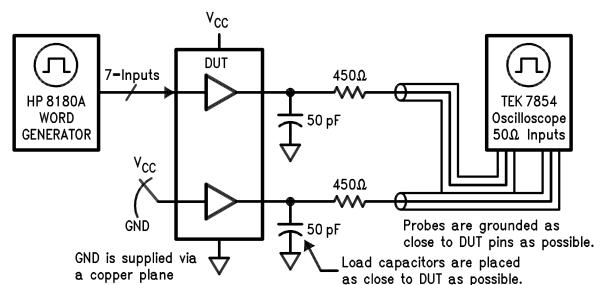 V_CC
DUT
7-Inputs
HP 8180A
WORD
GENERATOR
450Ω
50 pF
TEK 7854
Oscilloscope
50Ω Inputs
V_CC
GND
450Ω
50 pF
Probes are grounded as
close to DUT pins as possible.
GND is supplied via
a copper plane
Load capacitors are placed
as close to DUT as possible.